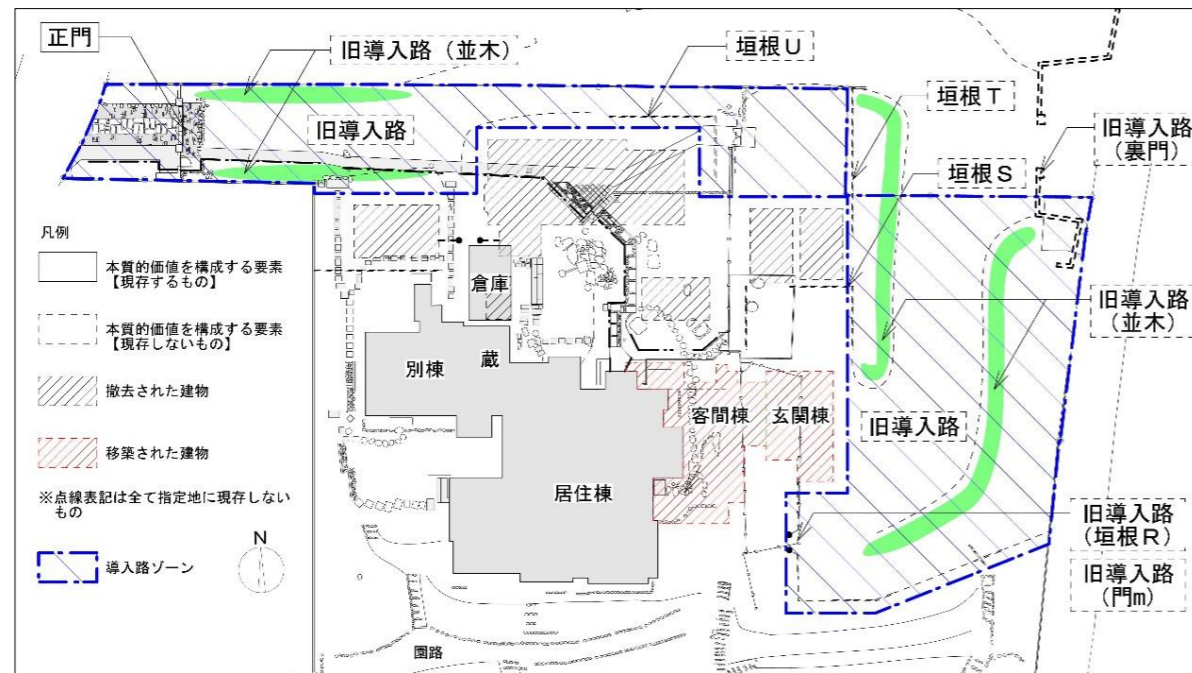 正門
旧導入路（並木）
垣根U
垣根T
旧導入路
（裏門）
旧導入路
垣根S
凡例
本質的価値を構成する要素
【現存するもの】
倉庫
旧導入路
（並木）
本質的価値を構成する要素
【現存しないもの】
別棟
蔵
撤去された建物
客間棟
玄関棟
旧導入路
移築された建物
居住棟
※点線表記は全て指定地に現存しない
もの
旧導入路
（垣根R）
N
導入路ゾーン
旧導入路
（門m）
園路